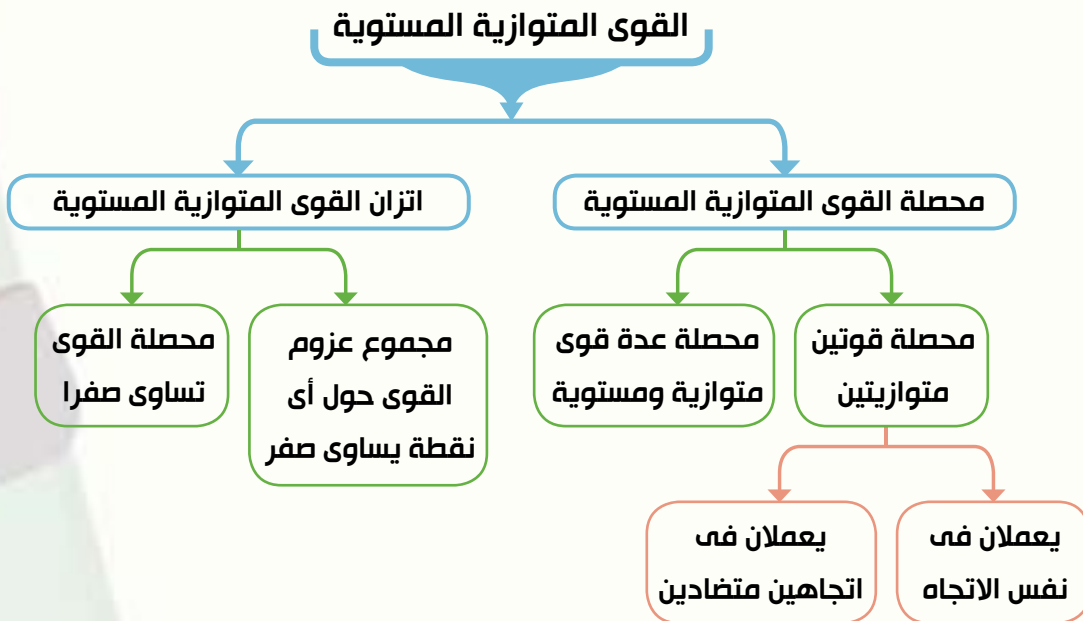 القوى المتوازية المستوية
محصلة القوى المتوازية المستوية
اتزان القوى المتوازية المستوية
محصلة قوتين
متوازيتين
محصلة عدة قوى
متوازية ومستوية
مجموع عزوم
القوى حول أى
نقطة يساوى صفر
محصلة القوى
تساوى صفرا
يعملان فى
نفس الاتجاه
يعملان فى
اتجاهين متضادين